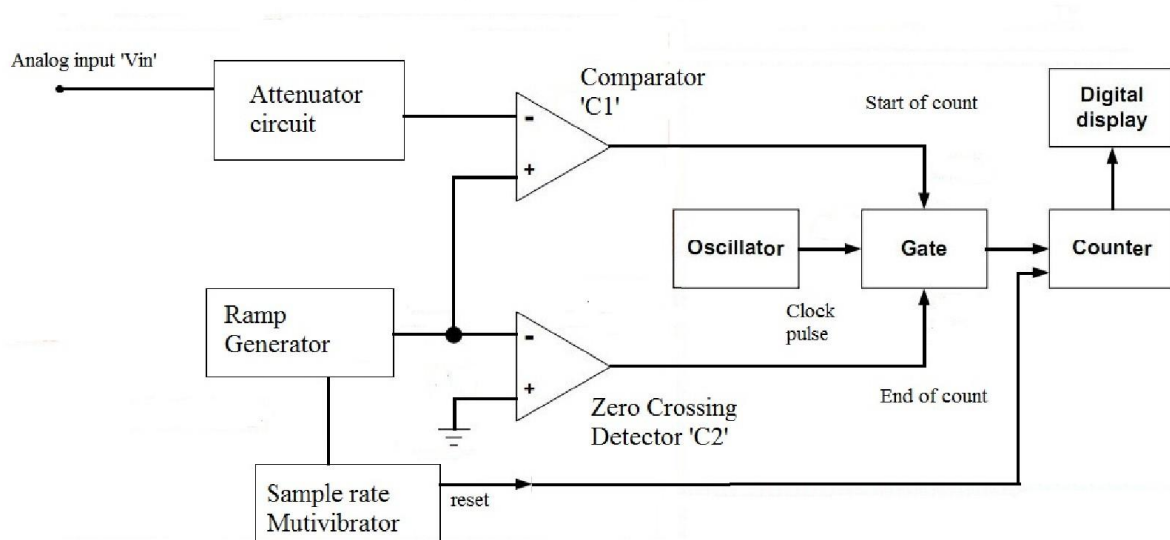 Analog input 'Vin'
Attenuator
circuit
Comparator
'C1'
-
+
Start of count
Digital
display
Oscillator
Gate
Counter
Clock
pulse
Ramp
Generator
-
+
Zero Crossing
Detector 'C2'
End of count
Sample rate
Mutivibrator
reset